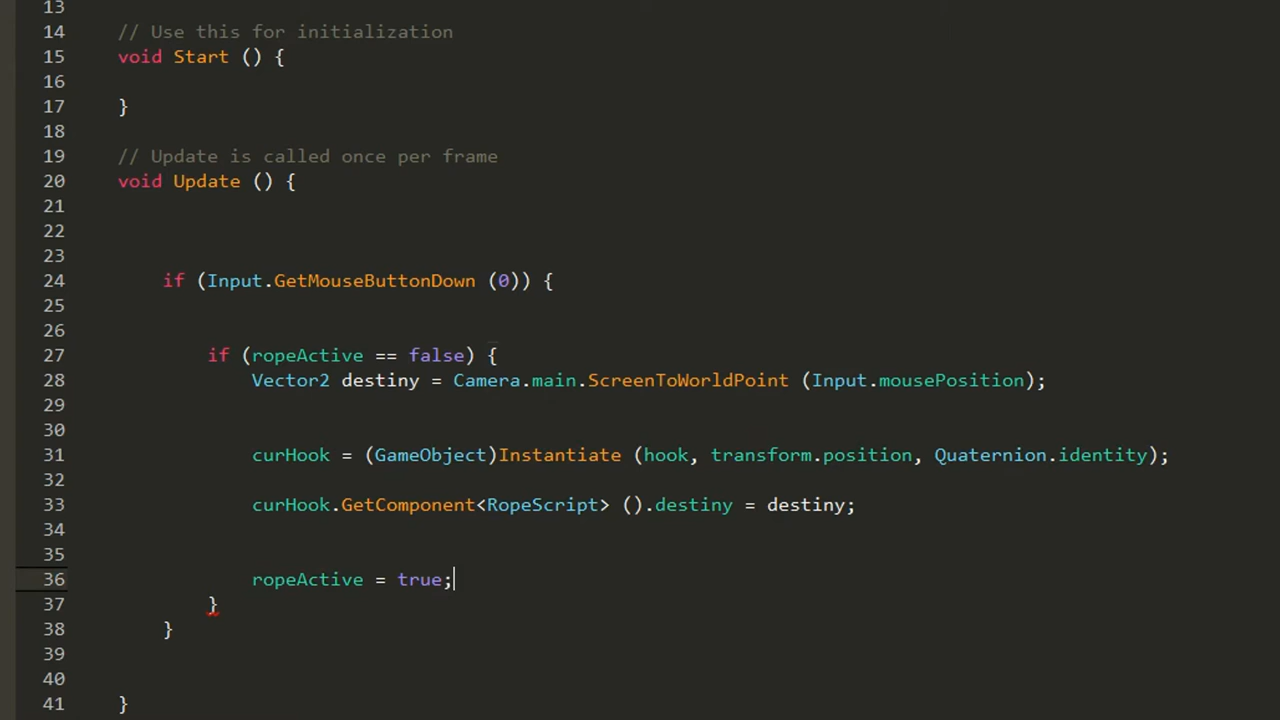 13
14 // Use this for initialization
15 void Start () {
16
17 }
18
19 // Update is called once per frame
20 void Update () {
21
22
23
24 if (Input.GetMouseButtonDown (0)) {
25
26
27 if (ropeActive == false) {
28 Vector2 destiny = Camera.main.ScreenToWorldPoint (Input.mousePosition);
29
30
31 curHook = (GameObject)Instantiate (hook, transform.position, Quaternion.identity);
32
33 curHook.GetComponent<RopeScript> ().destiny = destiny;
34
35
36 ropeActive = true;
37 }
38 }
39
40
41 }